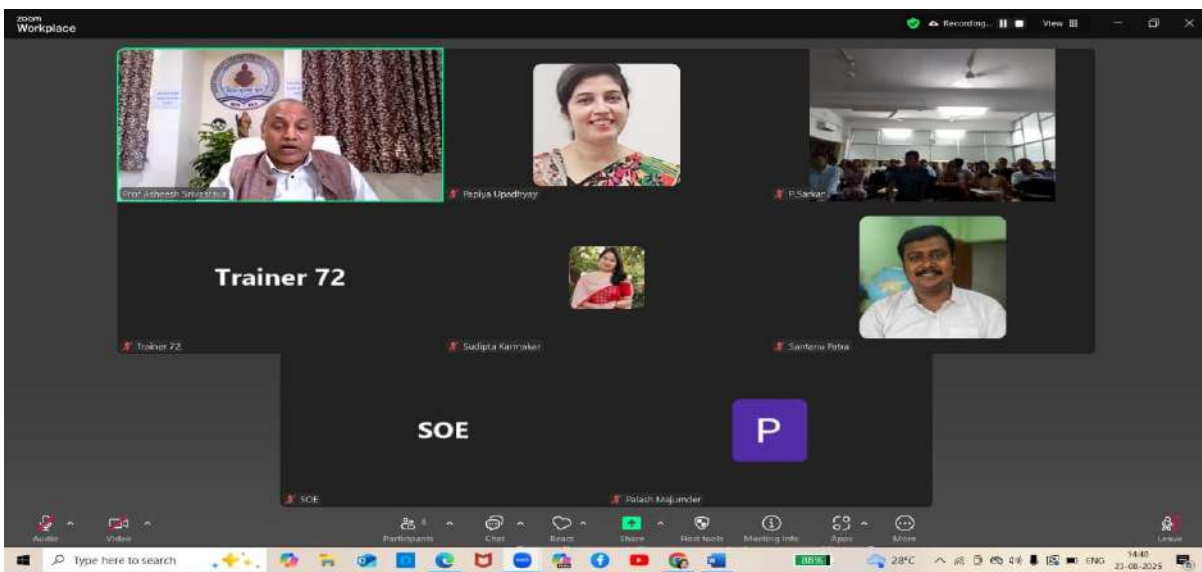 zoom
Workplace
Recording...
View
Prof Asheesh Srivastava
Papiya Upadhyay
P.Sarkar
Trainer 72
Trainer 72
Sudipta Karmakar
Santanu Patra
SOE
P
SOE
Palash Majumder
Audio
Video
Participants
Chat
React
Share
Host tools
Meeting info
Apps
More
Leave
Type here to search
88%
28°C
ENG
14:40
23-08-2025